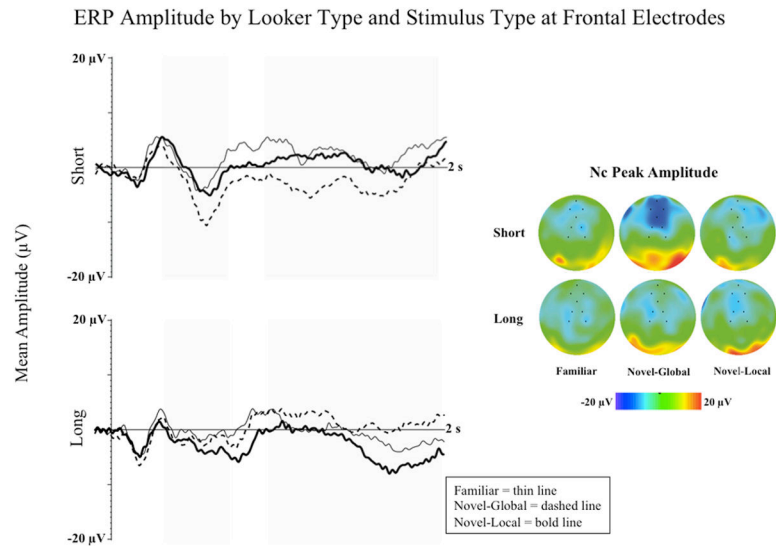 ERP Amplitude by Looker Type and Stimulus Type at Frontal Electrodes
20 µV
Short
2 s
-20 µV
Mean Amplitude (µV)
20 µV
Long
2 s
-20 µV
Nc Peak Amplitude
Short
Long
Familiar Novel-Global Novel-Local
-20 µV 20 µV
Familiar = thin line
Novel-Global = dashed line
Novel-Local = bold line